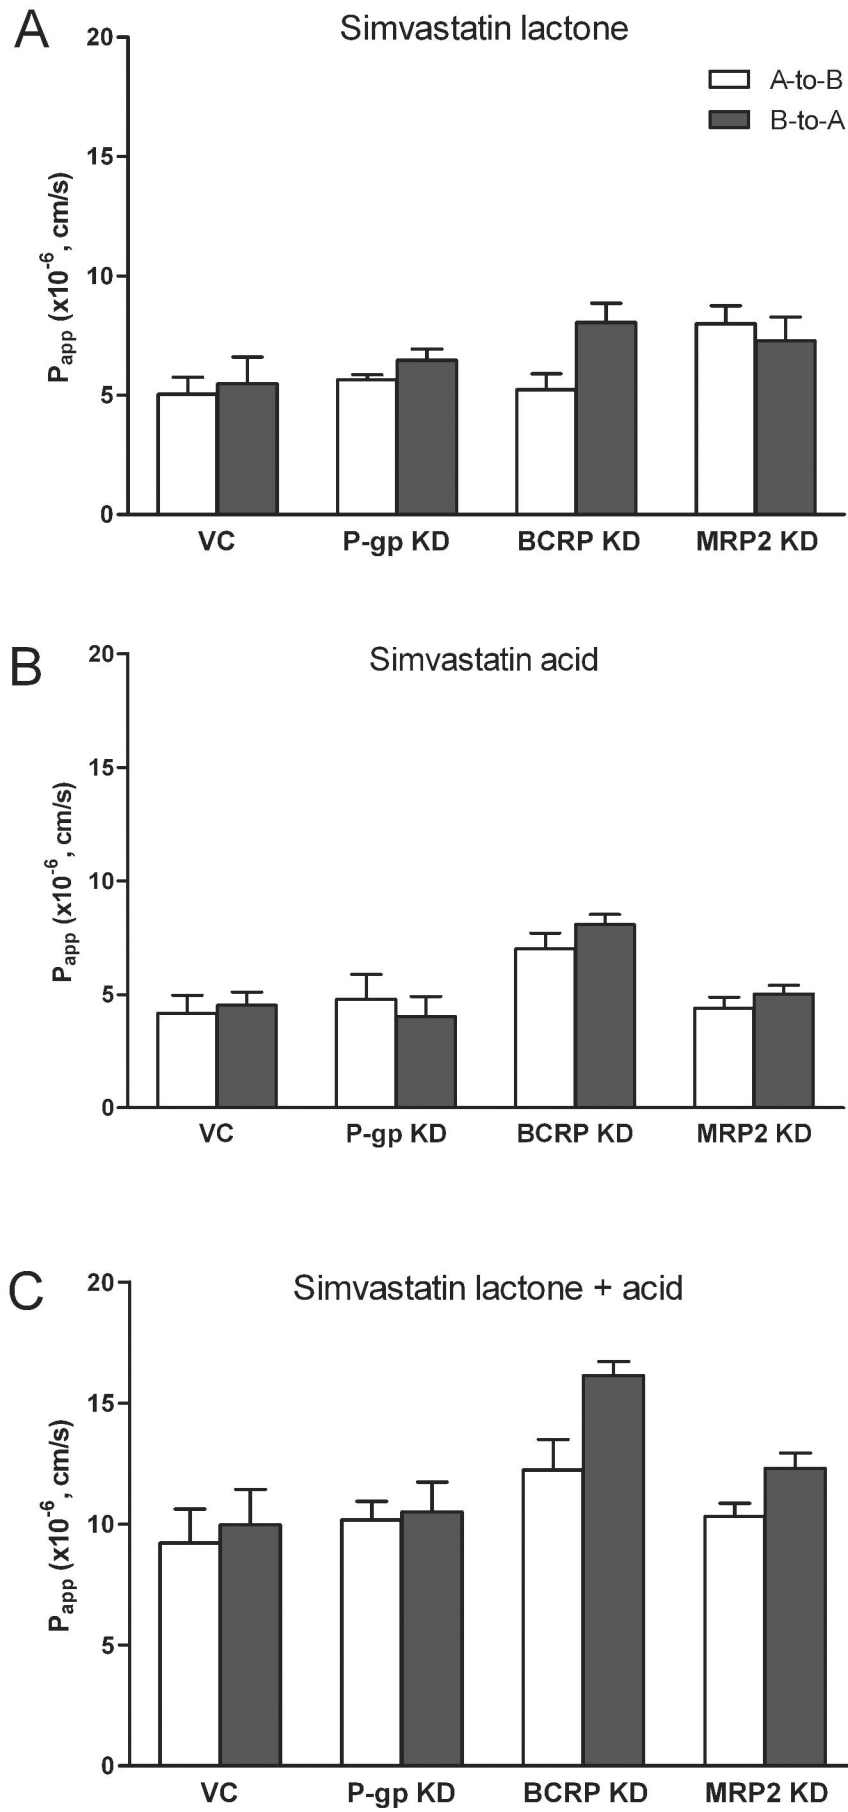 A
Simvastatin lactone
20
15
10
5
0
Papp (x10-6 , cm/s)
A-to-B
B-to-A
VC P-gp KD BCRP KD MRP2 KD
B
Simvastatin acid
20
15
10
5
0
Papp (x10-6 , cm/s)
VC P-gp KD BCRP KD MRP2 KD
C
Simvastatin lactone + acid
20
15
10
5
0
Papp (x10-6 , cm/s)
VC P-gp KD BCRP KD MRP2 KD